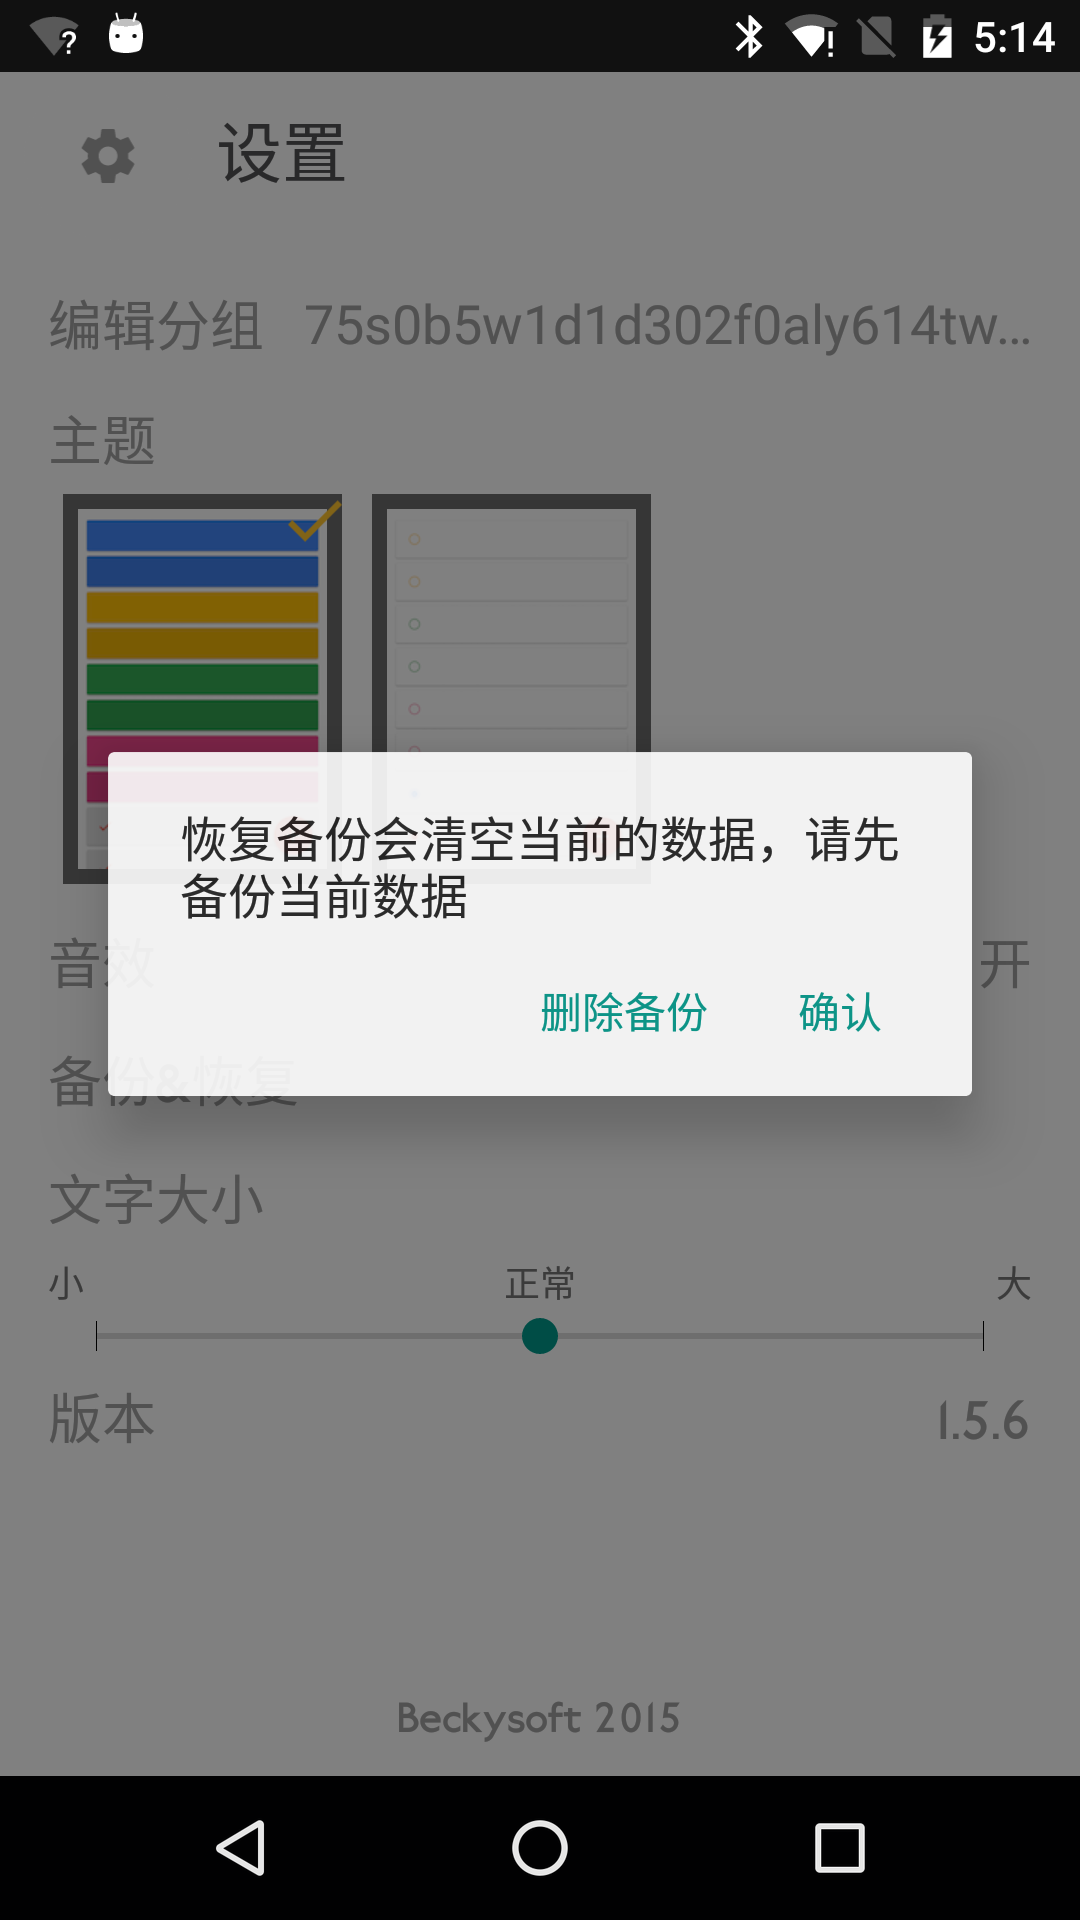 5:14
设置
编辑分组 75s0b5w1d1d302f0aly614tw...
主题
恢复备份会清空当前的数据，请先
备份当前数据
音效 开
删除备份 确认
备份&恢复
文字大小
小 正常 大
版本 1.5.6
Beckysoft 2015